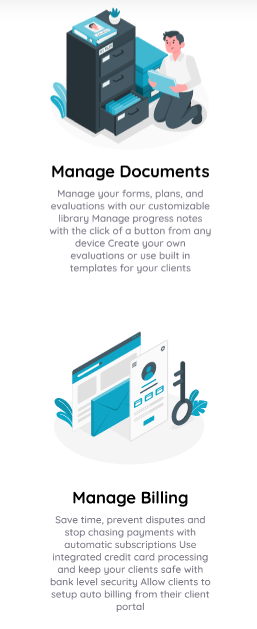 Manage Documents
Manage your forms, plans, and
evaluations with our customizable
library Manage progress notes
with the click of a button from any
device Create your own
evaluations or use built in
templates for your clients
Manage Billing
Save time, prevent disputes and
stop chasing payments with
automatic subscriptions Use
integrated credit card processing
and keep your clients safe with
bank level security Allow clients to
setup auto billing from their client
portal